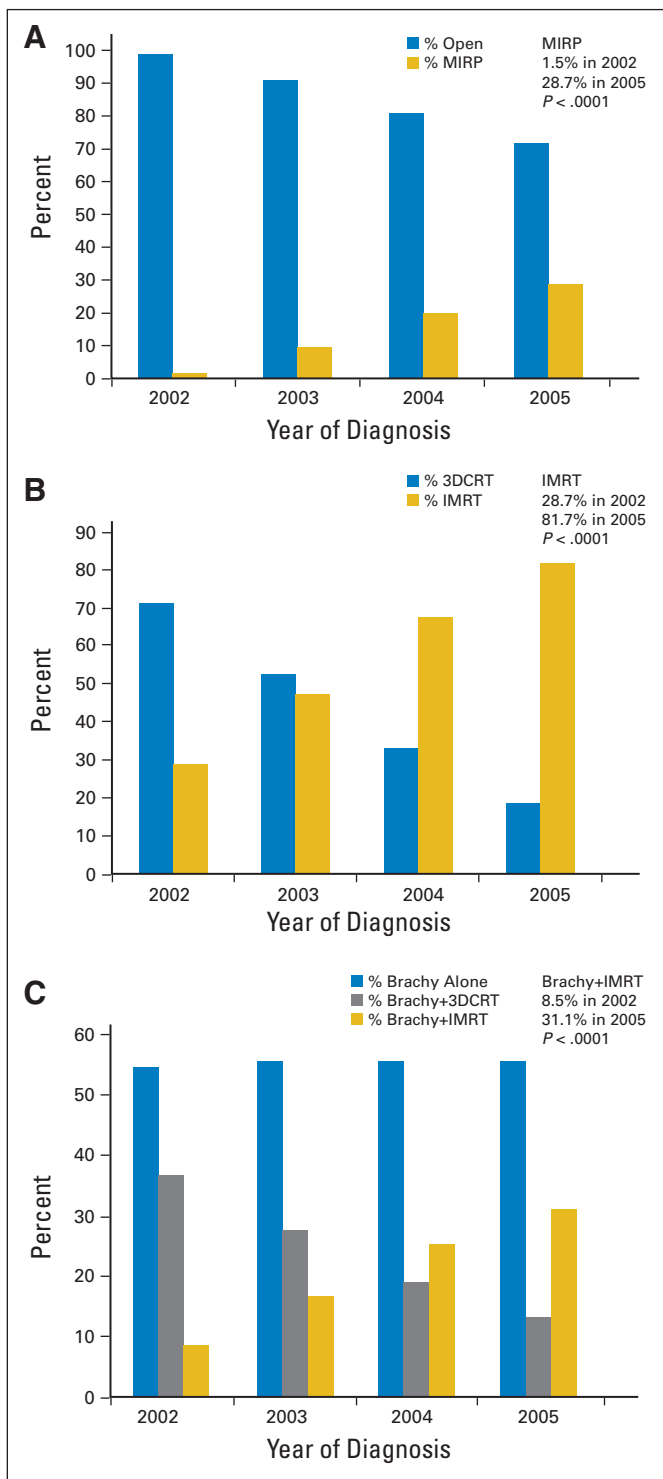 A
% Open
% MIRP
MIRP
1.5% in 2002
28.7% in 2005
P < .0001
Percent
100
90
80
70
60
50
40
30
20
10
0
2002 2003 2004 2005
Year of Diagnosis
B
% 3DCRT
% IMRT
IMRT
28.7% in 2002
81.7% in 2005
P < .0001
Percent
90
80
70
60
50
40
30
20
10
0
2002 2003 2004 2005
Year of Diagnosis
C
% Brachy Alone
% Brachy+3DCRT
% Brachy+IMRT
Brachy+IMRT
8.5% in 2002
31.1% in 2005
P < .0001
Percent
60
50
40
30
20
10
0
2002 2003 2004 2005
Year of Diagnosis